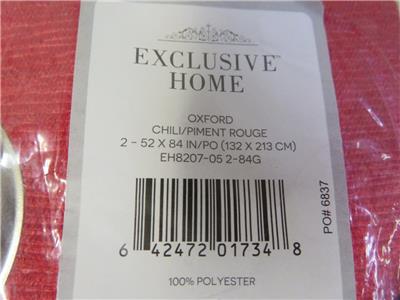 EXCLUSIVE™
HOME
OXFORD
CHILI/PIMENT ROUGE
2 - 52 X 84 IN/PO (132 X 213 CM)
EH8207-05 2-84G
PO# 6837
6 42472 01734 8
100% POLYESTER